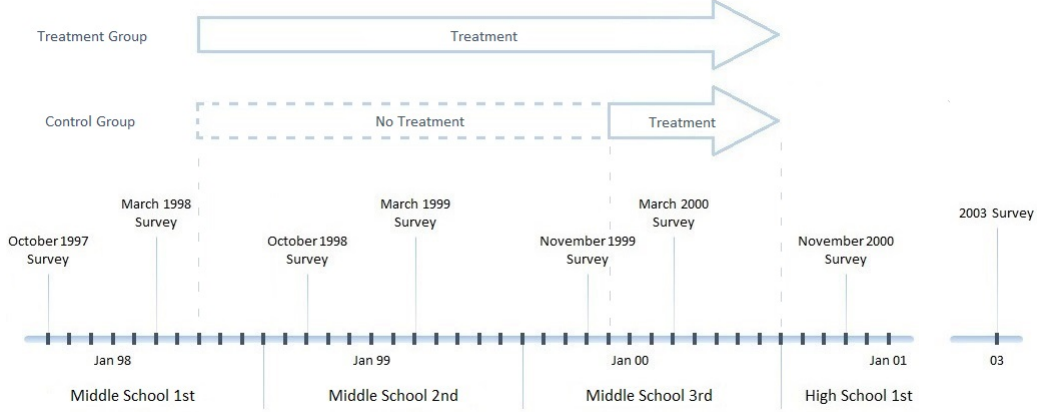 Treatment Group
Treatment
Control Group
No Treatment
Treatment
October 1997
Survey
March 1998
Survey
October 1998
Survey
March 1999
Survey
November 1999
Survey
March 2000
Survey
November 2000
Survey
2003 Survey
Jan 98
Jan 99
Jan 00
Jan 01
03
Middle School 1st
Middle School 2nd
Middle School 3rd
High School 1st